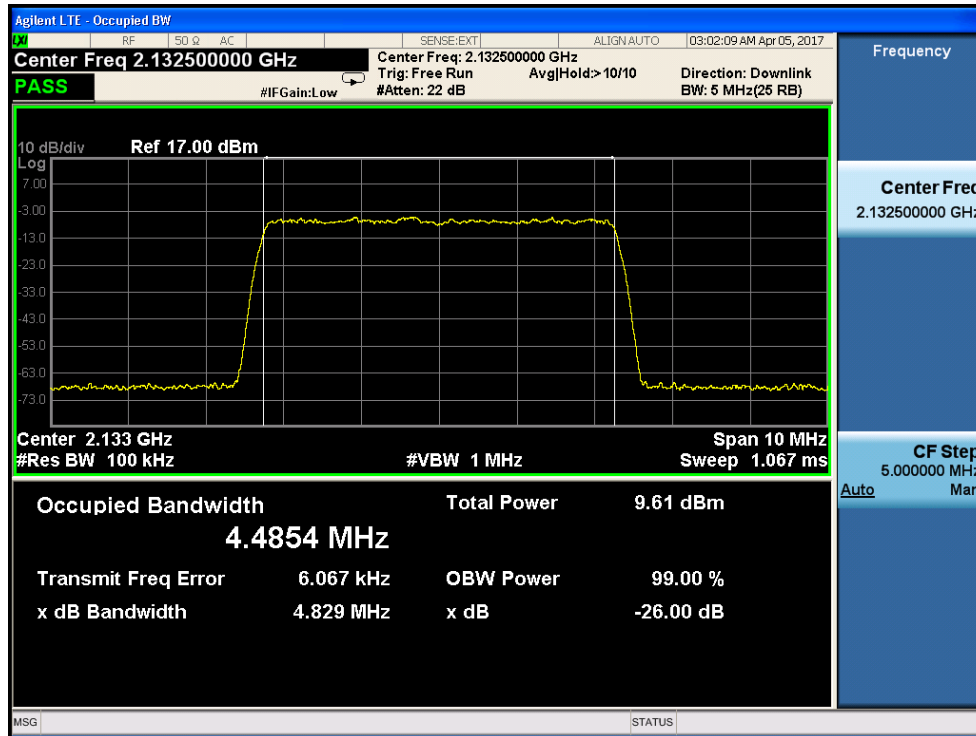 Agilent LTE - Occupied BW
LXI RF 50 Ω AC SENSE:EXT ALIGN AUTO 03:02:09 AM Apr 05, 2017
Center Freq 2.132500000 GHz
Center Freq: 2.132500000 GHz
PASS
#IFGain:Low
Trig: Free Run Avg|Hold:>10/10
#Atten: 22 dB
Direction: Downlink
BW: 5 MHz(25 RB)
10 dB/div Ref 17.00 dBm
Log
7.00
-3.00
-13.0
-23.0
-33.0
-43.0
-53.0
-63.0
-73.0
Center 2.133 GHz Span 10 MHz
#Res BW 100 kHz #VBW 1 MHz Sweep 1.067 ms
Occupied Bandwidth Total Power 9.61 dBm
4.4854 MHz
Transmit Freq Error 6.067 kHz OBW Power 99.00 %
x dB Bandwidth 4.829 MHz x dB -26.00 dB
MSG STATUS
Frequency
Center Freq
2.132500000 GHz
CF Step
5.000000 MHz
Auto Man